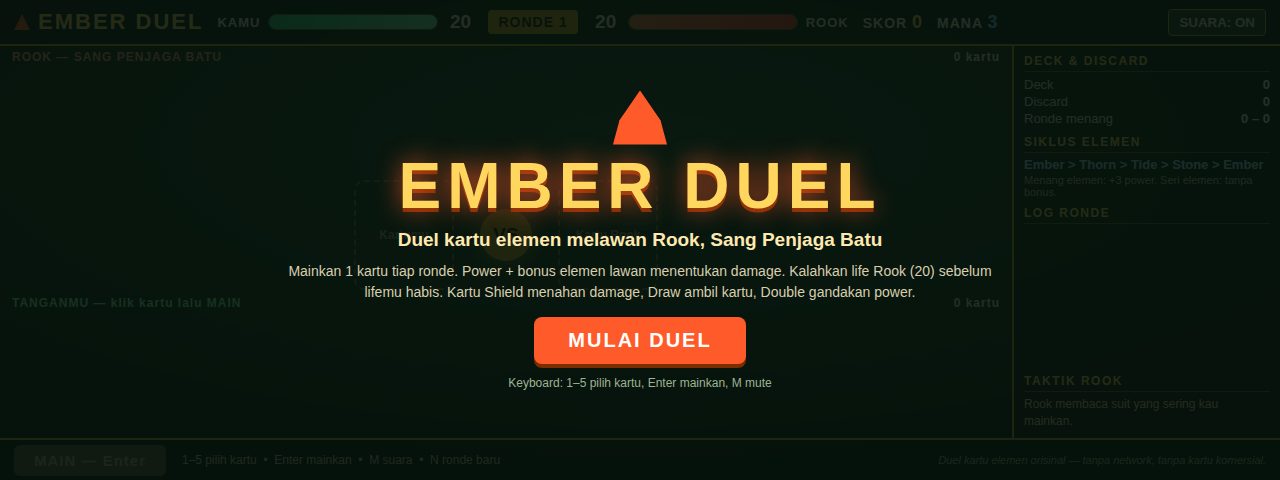 EMBER DUEL KAMU 20 RONDE 1 20 ROOK SKOR 0 MANA 3 SUARA: ON
ROOK — SANG PENJAGA BATU 0 kartu
DECK & DISCARD
Deck 0
Discard 0
Ronde menang 0 – 0
SIKLUS ELEMEN
Ember > Thorn > Tide > Stone > Ember
Menang elemen: +3 power. Seri elemen: tanpa
bonus.
LOG RONDE
EMBER DUEL
VS
Duel kartu elemen melawan Rook, Sang Penjaga Batu
Mainkan 1 kartu tiap ronde. Power + bonus elemen lawan menentukan damage. Kalahkan life Rook (20) sebelum
lifemu habis. Kartu Shield menahan damage, Draw ambil kartu, Double gandakan power.
TANGANMU — klik kartu lalu MAIN 0 kartu
MULAI DUEL
Keyboard: 1–5 pilih kartu, Enter mainkan, M mute
TAKTIK ROOK
Rook membaca suit yang sering kau
mainkan.
MAIN — Enter 1–5 pilih kartu • Enter mainkan • M suara • N ronde baru Duel kartu elemen orisinal — tanpa network, tanpa kartu komersial.